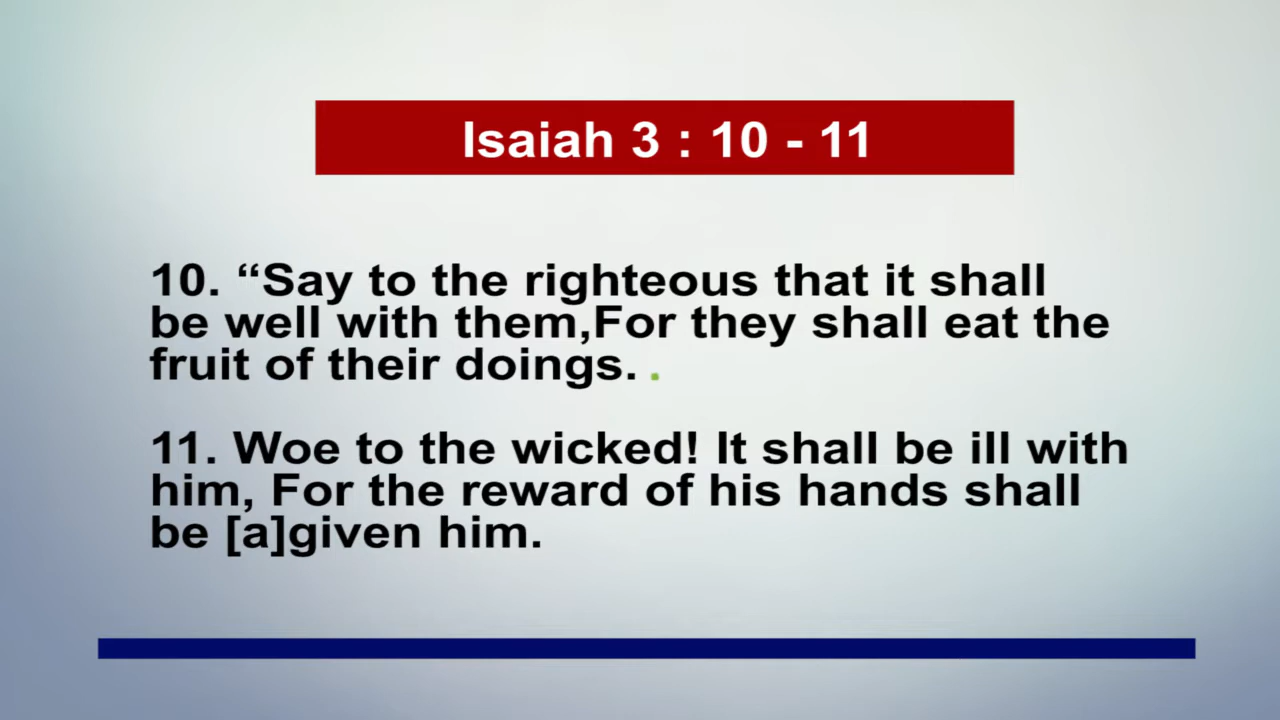 Isaiah 3 : 10 - 11
10. “Say to the righteous that it shall
be well with them,For they shall eat the
fruit of their doings. .
11. Woe to the wicked! It shall be ill with
him, For the reward of his hands shall
be [a]given him.